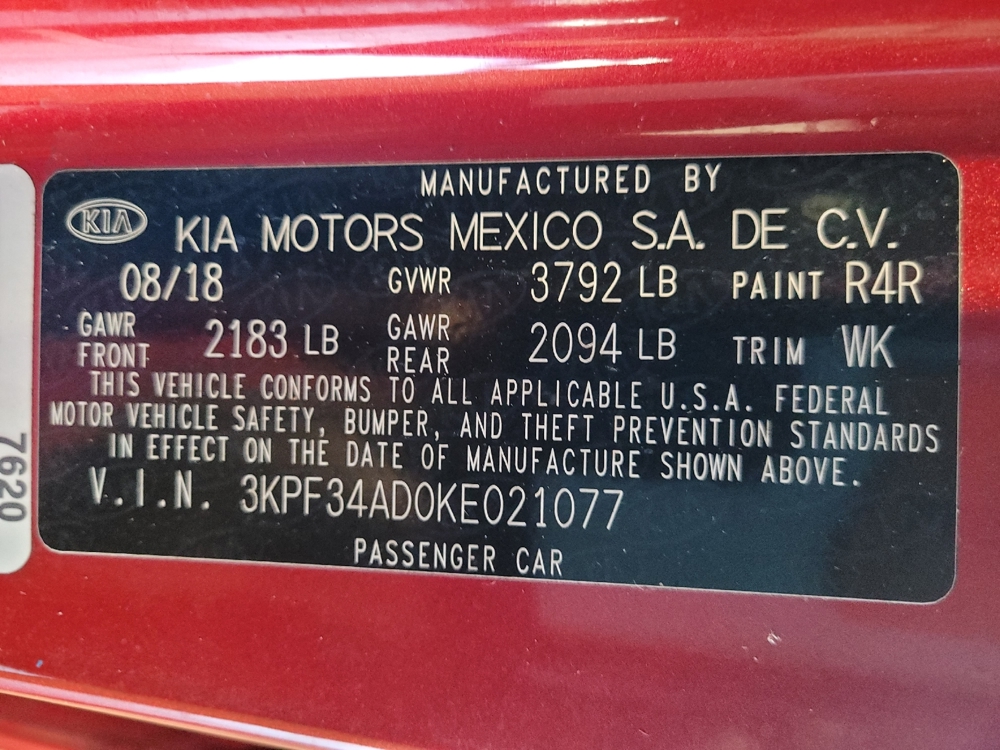 MANUFACTURED BY
KIA KIA MOTORS MEXICO S.A. DE C.V.
08/18 GVWR 3792 LB PAINT R4R
GAWR FRONT 2183 LB GAWR REAR 2094 LB TRIM WK
THIS VEHICLE CONFORMS TO ALL APPLICABLE U.S.A. FEDERAL
MOTOR VEHICLE SAFETY, BUMPER, AND THEFT PREVENTION STANDARDS
IN EFFECT ON THE DATE OF MANUFACTURE SHOWN ABOVE.
V.I.N. 3KPF34AD0KE021077
PASSENGER CAR
7620